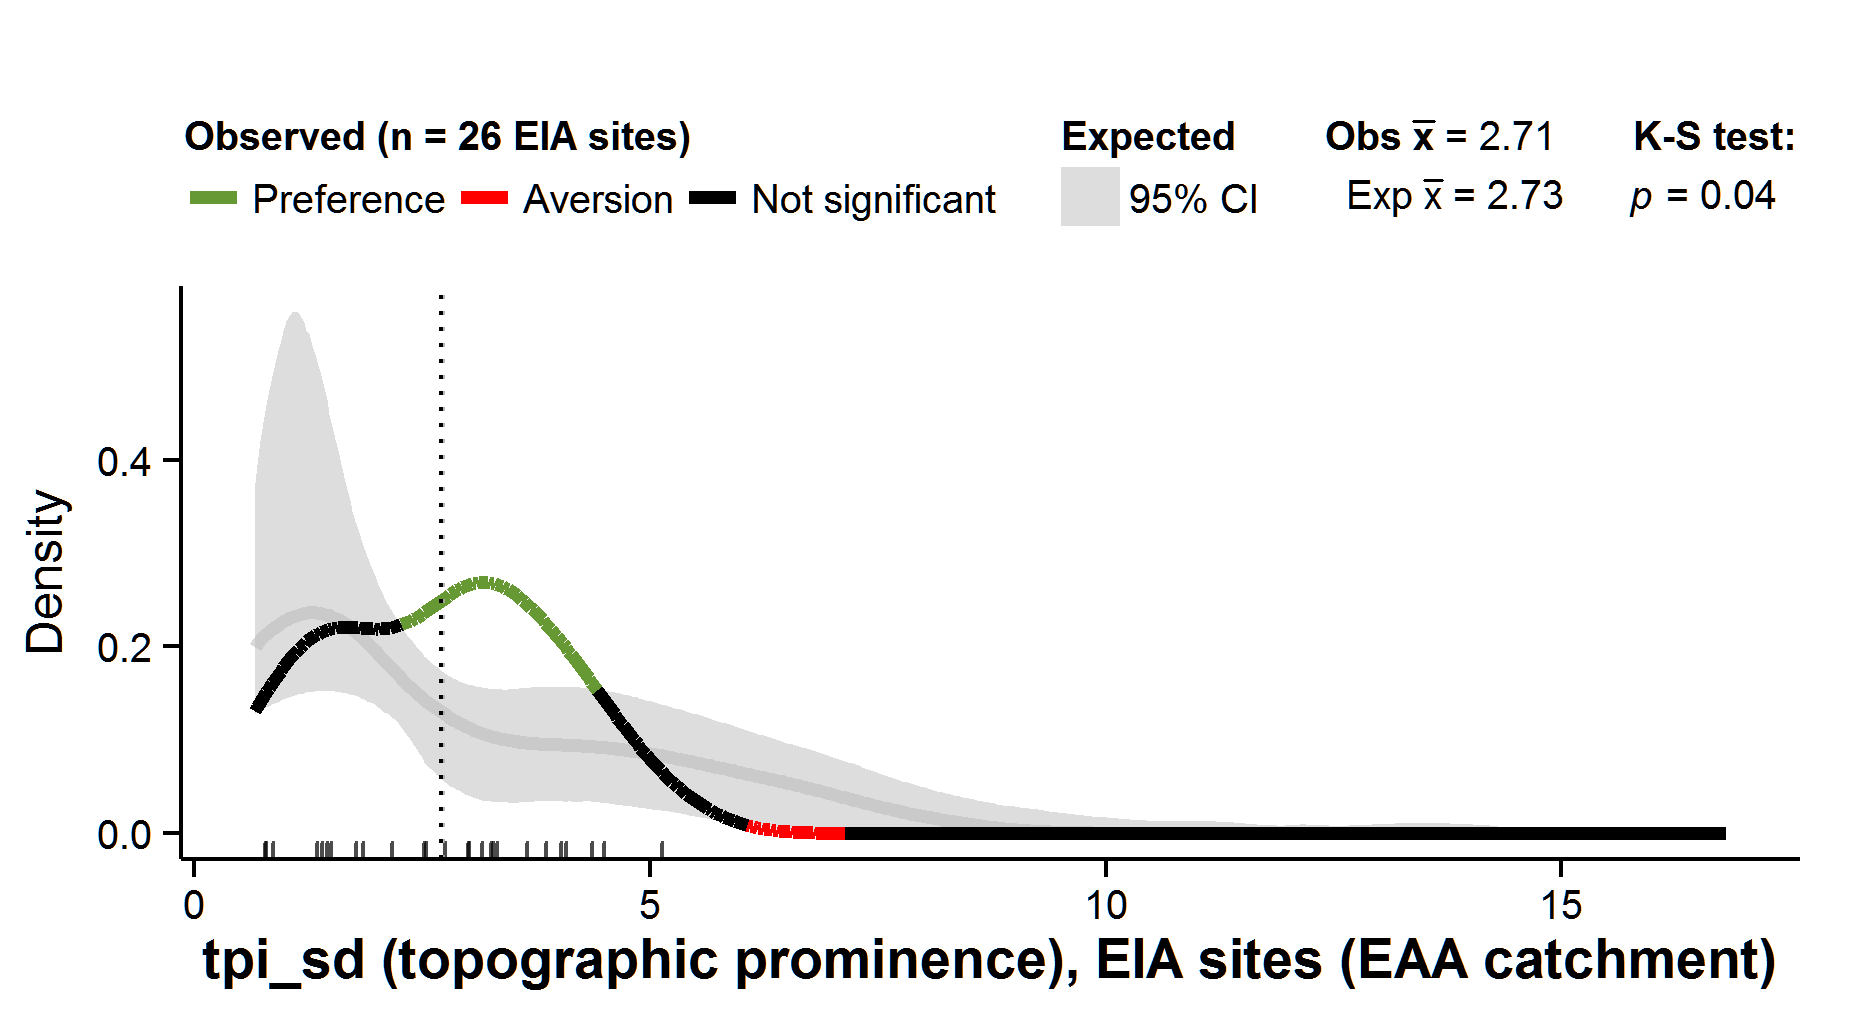 Observed (n = 26 EIA sites) Expected Obs x̅ = 2.71 K-S test:
Preference Aversion Not significant 95% CI Exp x̅ = 2.73 p = 0.04
Density
0.4
0.2
0.0
0 5 10 15
tpi_sd (topographic prominence), EIA sites (EAA catchment)